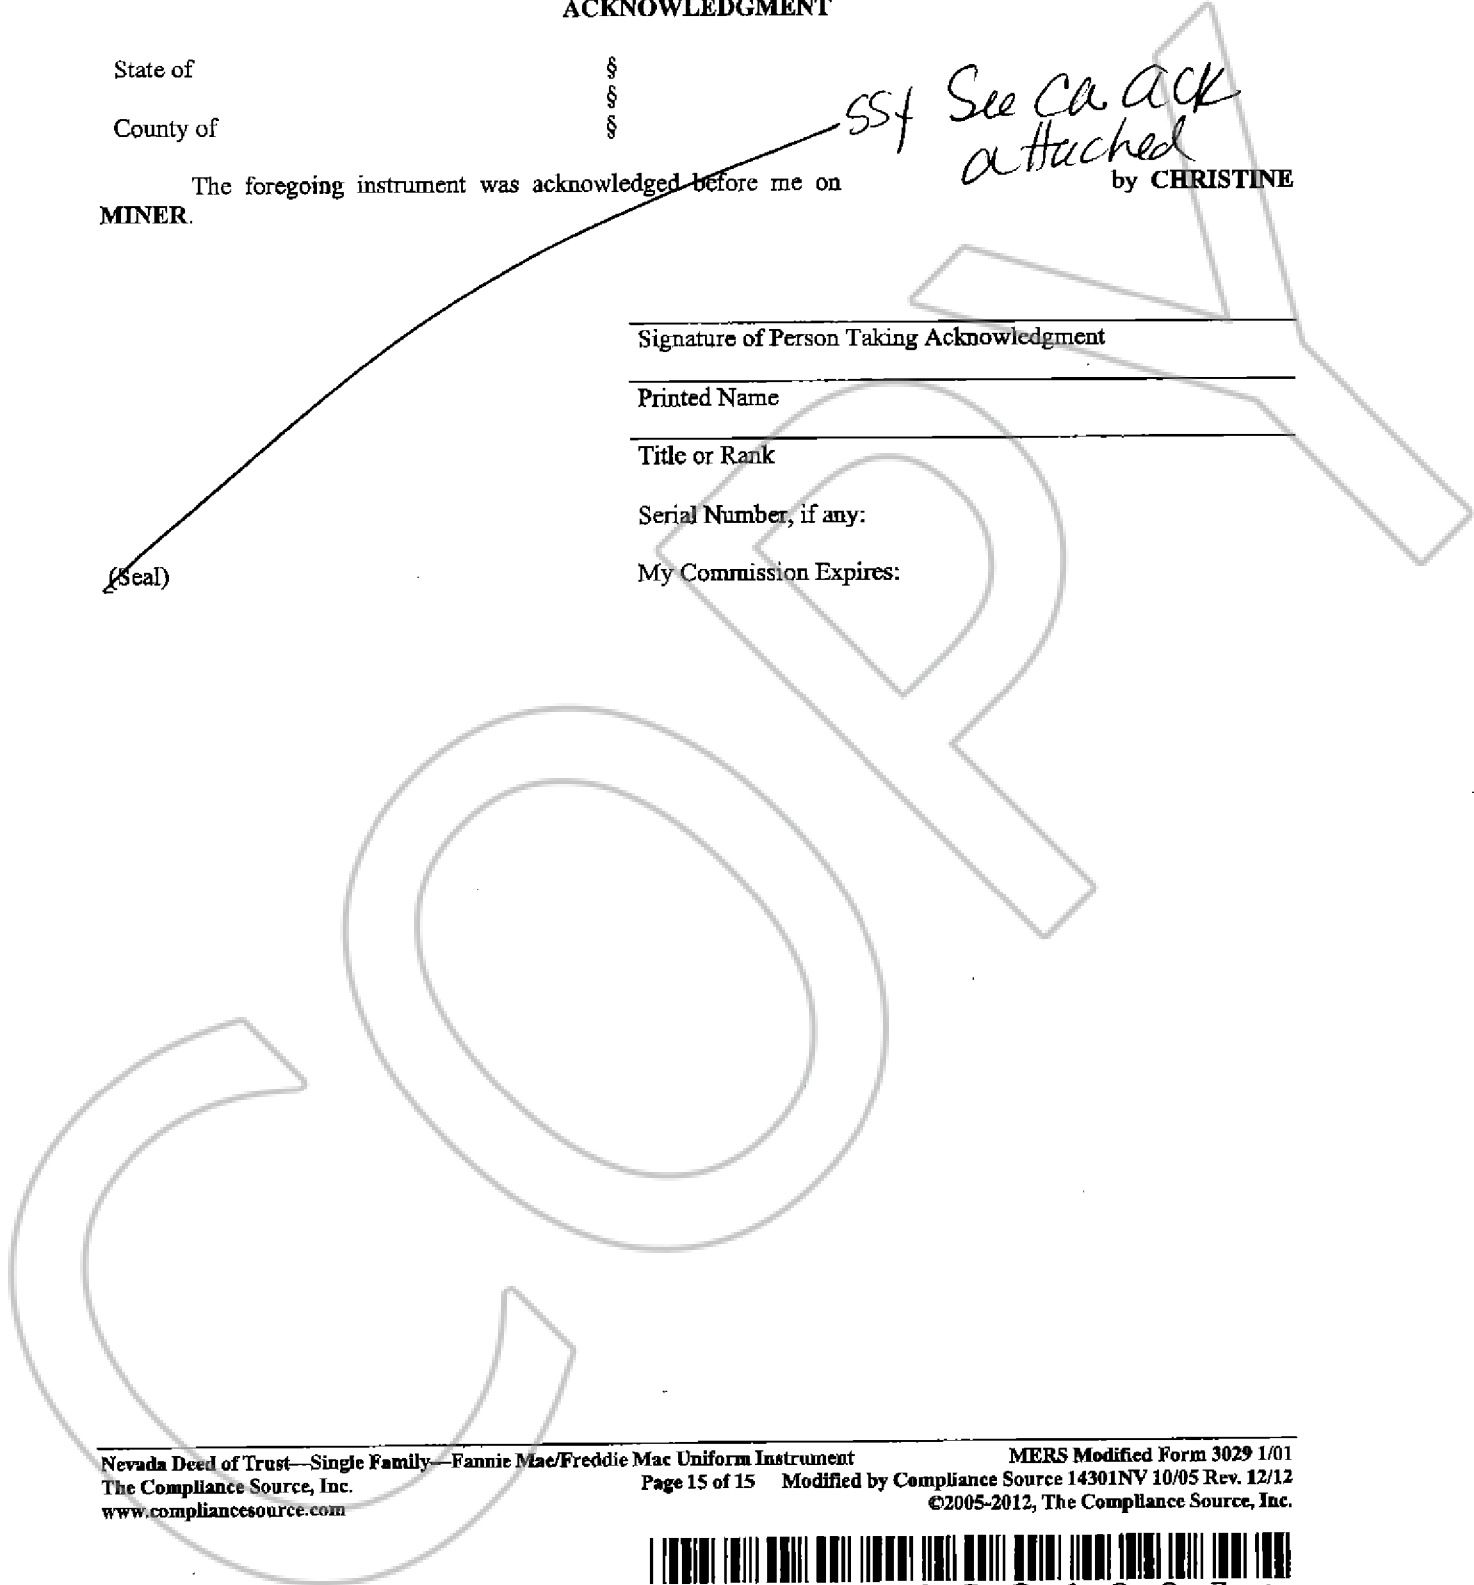 ACKNOWLEDGMENT
State of §
§
County of §
See Ca ack
attached
The foregoing instrument was acknowledged before me on by CHRISTINE
MINER.
Signature of Person Taking Acknowledgment
Printed Name
Title or Rank
Serial Number, if any:
(Seal) My Commission Expires:
COPY
Nevada Deed of Trust—Single Family—Fannie Mae/Freddie Mac Uniform Instrument MERS Modified Form 3029 1/01
The Compliance Source, Inc. Page 15 of 15 Modified by Compliance Source 14301NV 10/05 Rev. 12/12
www.compliancesource.com ©2005-2012, The Compliance Source, Inc.